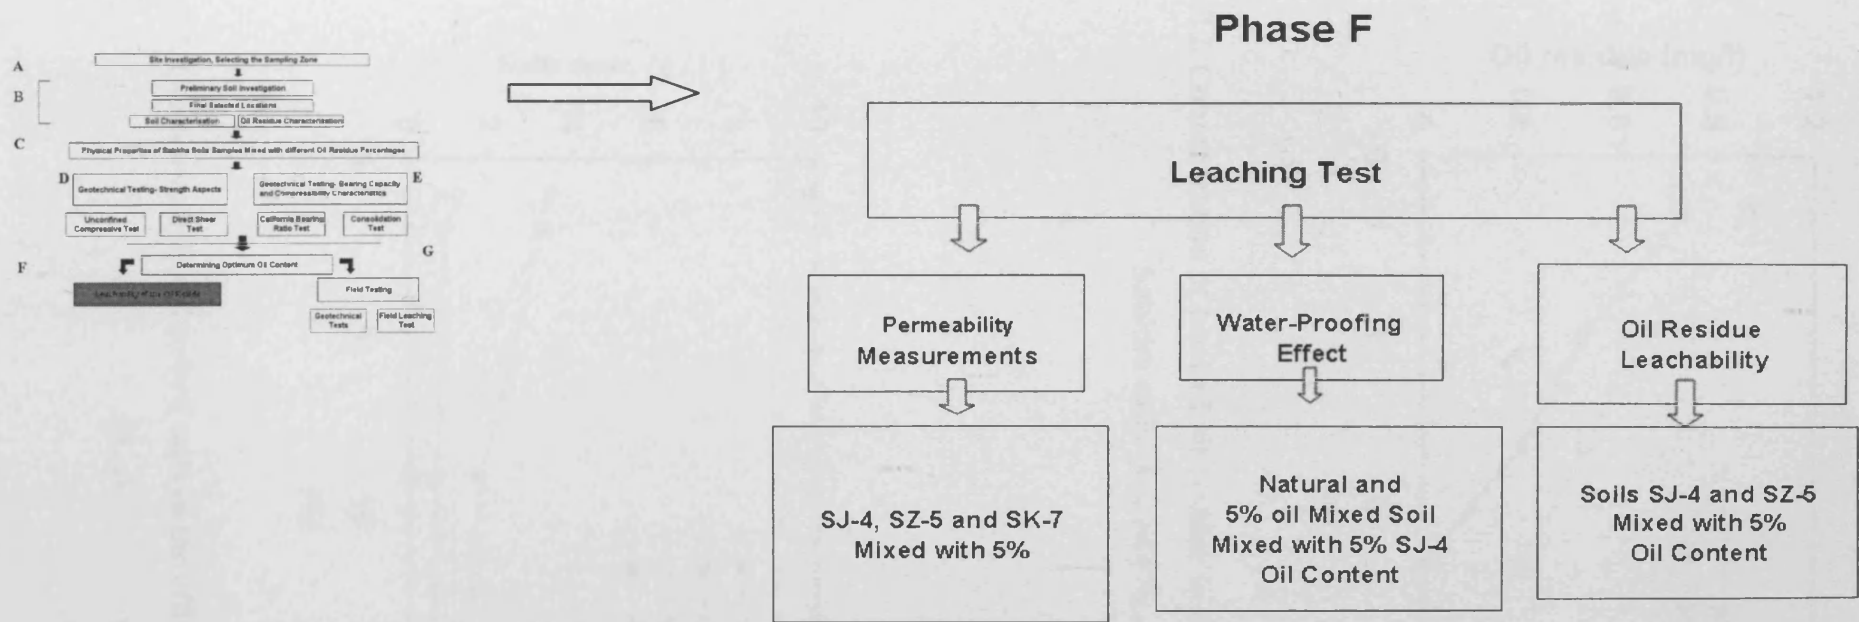 Phase F
A
Site Investigation, Selecting the Sampling Zone
B
Preliminary Soil Investigation
Final Selected Locations
Soil Characterisation
Oil Residue Characterisation
C
Physical Properties of Sabkha Soils Samples Mixed with different Oil Residue Percentages
D
Geotechnical Testing- Strength Aspects
Geotechnical Testing- Bearing Capacity
and Compressibility Characteristics
E
Unconfined
Compressive Test
Direct Shear
Test
California Bearing
Ratio Test
Consolidation
Test
F
Determining Optimum Oil Content
G
Field Testing
Geotechnical
Tests
Field Leaching
Test
Leaching Test
Permeability
Measurements
Water-Proofing
Effect
Oil Residue
Leachability
SJ-4, SZ-5 and SK-7
Mixed with 5%
Natural and
5% oil Mixed Soil
Mixed with 5% SJ-4
Oil Content
Soils SJ-4 and SZ-5
Mixed with 5%
Oil Content